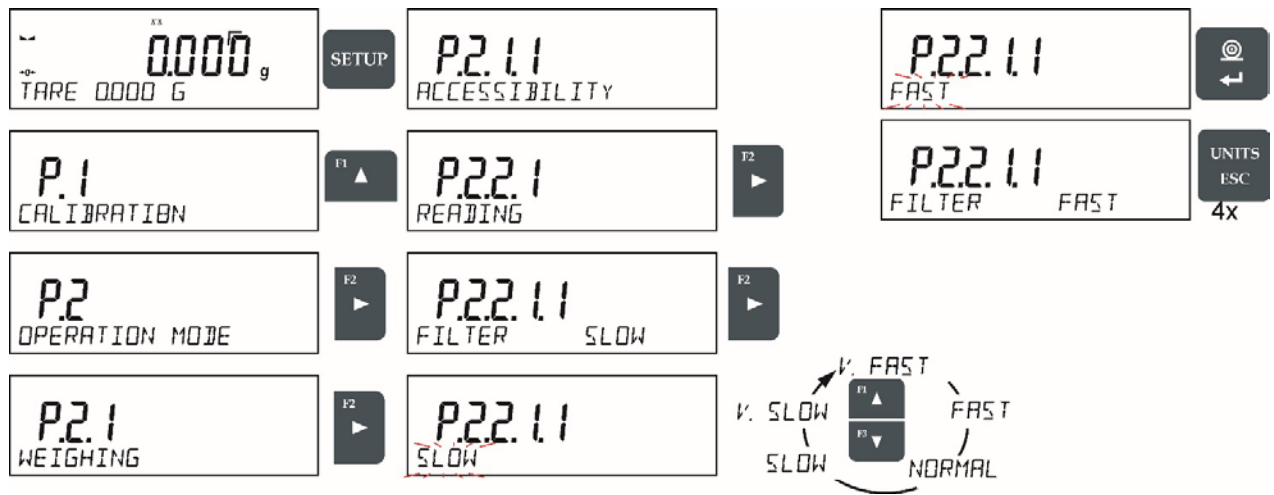 xx
→0← 0.000 g
TARE 0.000 G
SETUP
P.1
CALIBRATION
F1
P.2
OPERATION MODE
F2
P.2.1
WEIGHING
F2
P.2.1.1
ACCESSIBILITY
P.2.2.1
READING
F2
P.2.2.1.1
FILTER SLOW
F2
P.2.2.1.1
SLOW
P.2.2.1.1
FAST
P.2.2.1.1
FILTER FAST
UNITS
ESC
4x
V. FAST
V. SLOW F1 FAST
F3
SLOW NORMAL